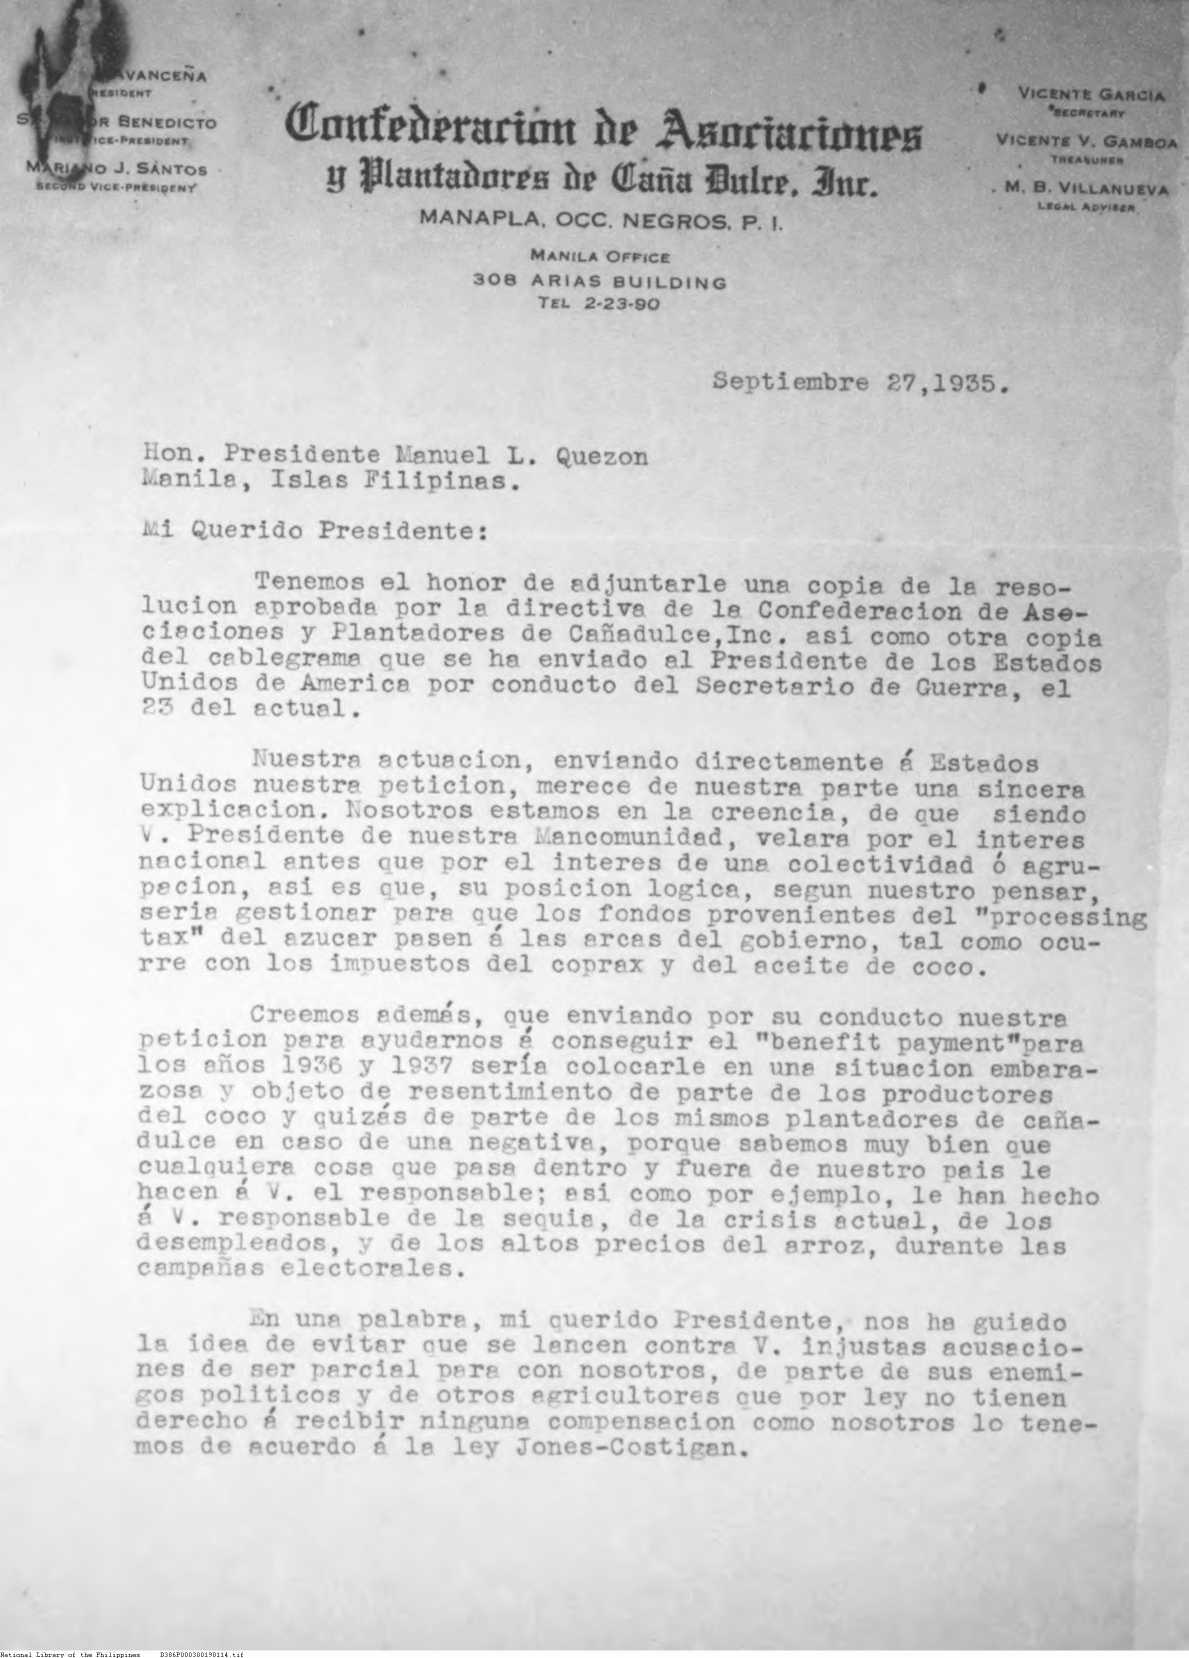 AVANCEÑA
RESIDENT
BENEDICTO
ICE-PRESIDENT
MARIANO J. SANTOS
SECOND VICE-PRESIDENT
Confederacion de Asociaciones
y Plantadores de Caña Dulce, Inc.
MANAPLA, OCC. NEGROS, P. I.
MANILA OFFICE
308 ARIAS BUILDING
TEL 2-23-90
VICENTE GARCIA
SECRETARY
VICENTE V. GAMBOA
TREASURER
M. B. VILLANUEVA
LEGAL ADVISER
Septiembre 27,1935.
Hon. Presidente Manuel L. Quezon
Manila, Islas Filipinas.
Mi Querido Presidente:
Tenemos el honor de adjuntarle una copia de la reso-
lucion aprobada por la directiva de la Confederacion de Aso-
ciaciones y Plantadores de Cañadulce,Inc. asi como otra copia
del cablegrama que se ha enviado al Presidente de los Estados
Unidos de America por conducto del Secretario de Guerra, el
23 del actual.
Nuestra actuacion, enviando directamente á Estados
Unidos nuestra peticion, merece de nuestra parte una sincera
explicacion. Nosotros estamos en la creencia, de que siendo
V. Presidente de nuestra Mancomunidad, velara por el interes
nacional antes que por el interes de una colectividad ó agru-
pacion, asi es que, su posicion logica, segun nuestro pensar,
seria gestionar para que los fondos provenientes del "processing
tax" del azucar pasen á las arcas del gobierno, tal como ocu-
rre con los impuestos del coprax y del aceite de coco.
Creemos además, que enviando por su conducto nuestra
peticion para ayudarnos á conseguir el "benefit payment"para
los años 1936 y 1937 sería colocarle en una situacion embara-
zosa y objeto de resentimiento de parte de los productores
del coco y quizás de parte de los mismos plantadores de caña-
dulce en caso de una negativa, porque sabemos muy bien que
cualquiera cosa que pasa dentro y fuera de nuestro pais le
hacen á V. el responsable; asi como por ejemplo, le han hecho
á V. responsable de la sequia, de la crisis actual, de los
desempleados, y de los altos precios del arroz, durante las
campañas electorales.
En una palabra, mi querido Presidente, nos ha guiado
la idea de evitar que se lancen contra V. injustas acusacio-
nes de ser parcial para con nosotros, de parte de sus enemi-
gos politicos y de otros agricultores que por ley no tienen
derecho á recibir ninguna compensacion como nosotros lo tene-
mos de acuerdo á la ley Jones-Costigan.
National Library of the Philippines B386P000300190114.tif